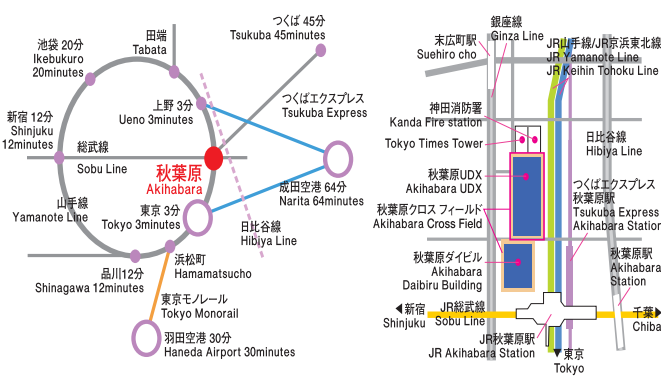 つくば 45分
Tsukuba 45minutes
田端
Tabata
池袋 20分
Ikebukuro
20minutes
上野 3分
Ueno 3minutes
つくばエクスプレス
Tsukuba Express
新宿 12分
Shinjuku
12minutes
総武線
Sobu Line
秋葉原
Akihabara
成田空港 64分
Narita 64minutes
山手線
Yamanote Line
東京 3分
Tokyo 3minutes
日比谷線
Hibiya Line
品川12分
Shinagawa 12minutes
浜松町
Hamamatsucho
東京モノレール
Tokyo Monorail
羽田空港 30分
Haneda Airport 30minutes
銀座線
Ginza Line
末広町駅
Suehiro cho
JR山手線/JR京浜東北線
JR Yamanote Line
JR Keihin Tohoku Line
神田消防署
Kanda Fire station
Tokyo Times Tower
日比谷線
Hibiya Line
秋葉原UDX
Akihabara UDX
つくばエクスプレス
秋葉原駅
Tsukuba Express
Akihabara Station
秋葉原クロス フィールド
Akihabara Cross Field
秋葉原ダイビル
Akihabara
Daibiru Building
秋葉原駅
Akihabara
Station
新宿
Shinjuku
JR総武線
Sobu Line
千葉
Chiba
JR秋葉原駅
JR Akihabara Station
東京
Tokyo